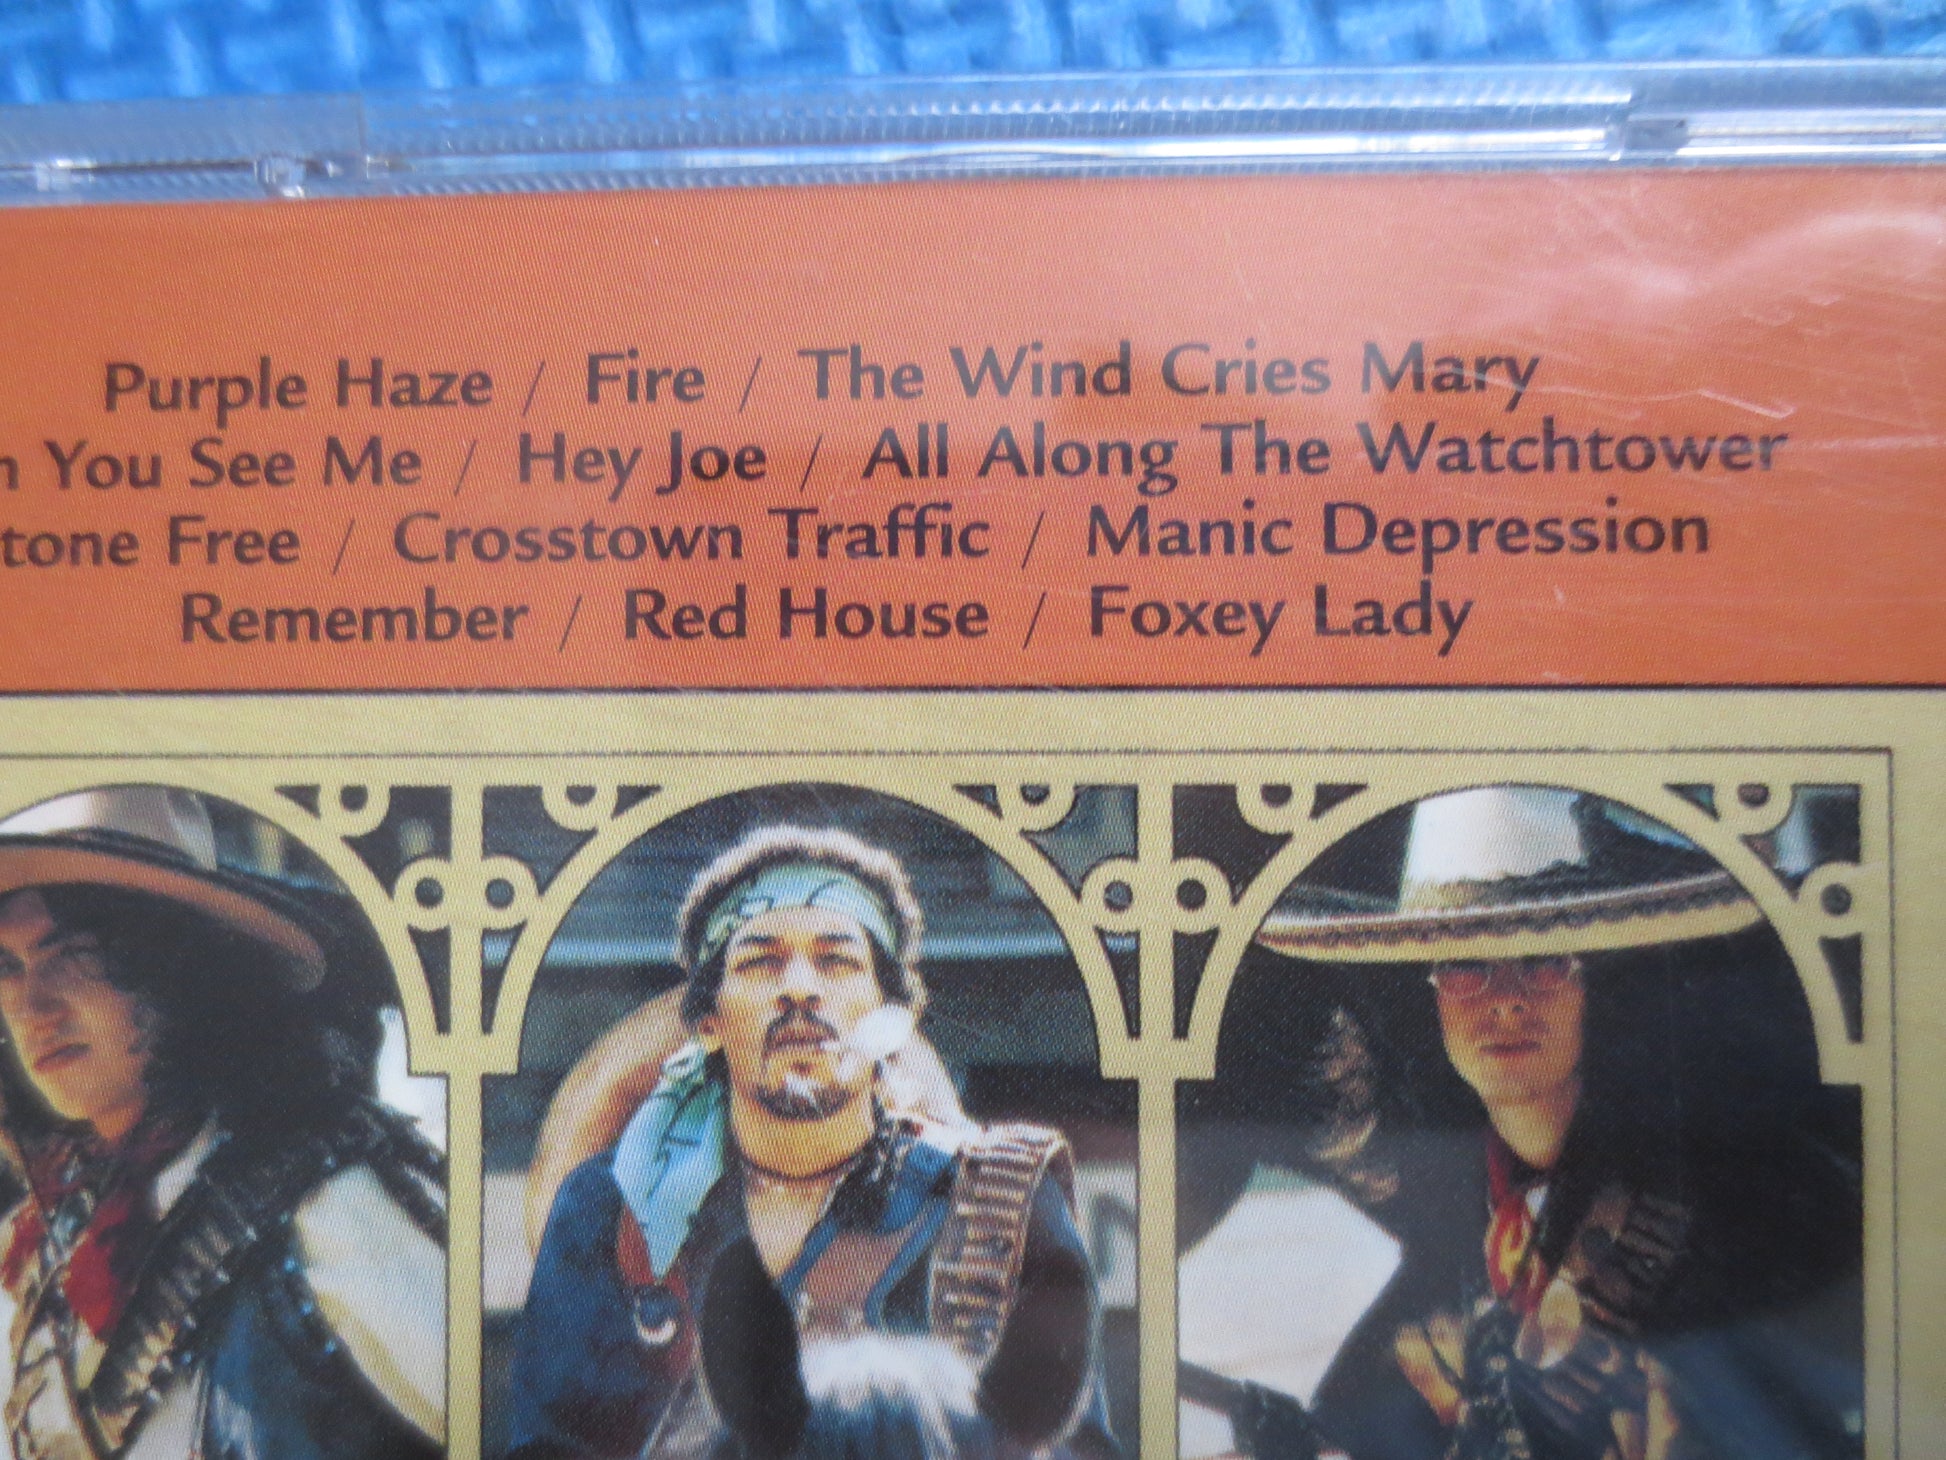 Purple Haze / Fire / The Wind Cries Mary
You See Me / Hey Joe / All Along The Watchtower
tone Free / Crosstown Traffic / Manic Depression
Remember / Red House / Foxey Lady